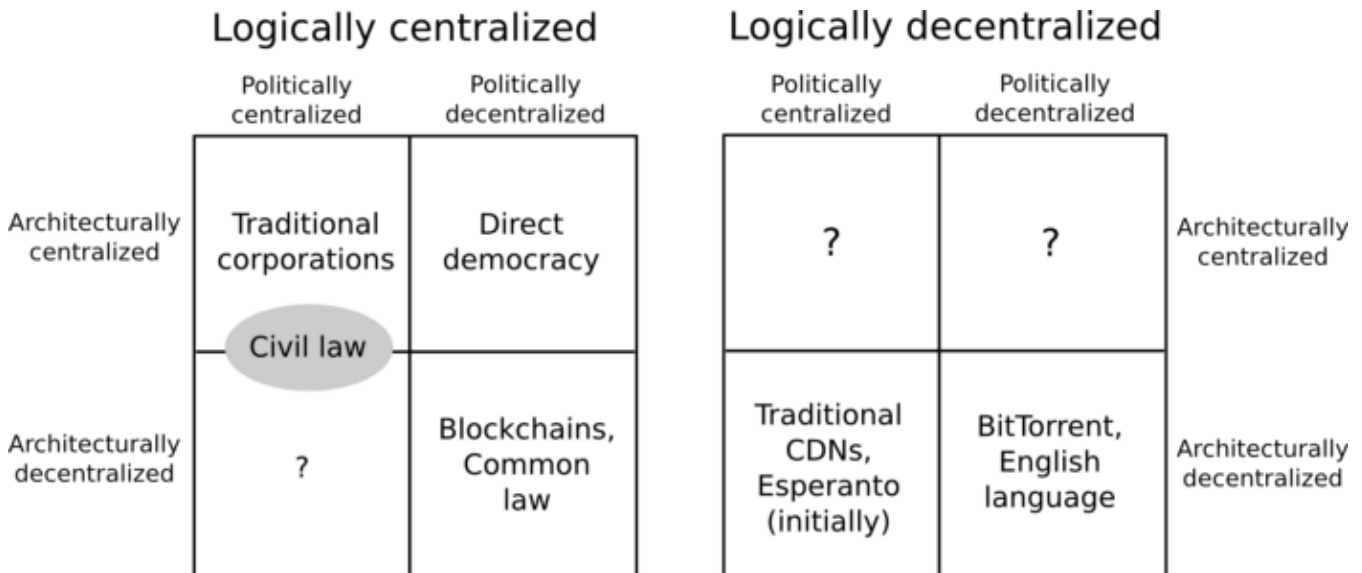 Logically centralized
Politically
centralized
Politically
decentralized
Architecturally
centralized
Traditional
corporations
Direct
democracy
Civil law
Architecturally
decentralized
?
Blockchains,
Common
law
Logically decentralized
Politically
centralized
Politically
decentralized
?
?
Architecturally
centralized
Traditional
CDNs,
Esperanto
(initially)
BitTorrent,
English
language
Architecturally
decentralized